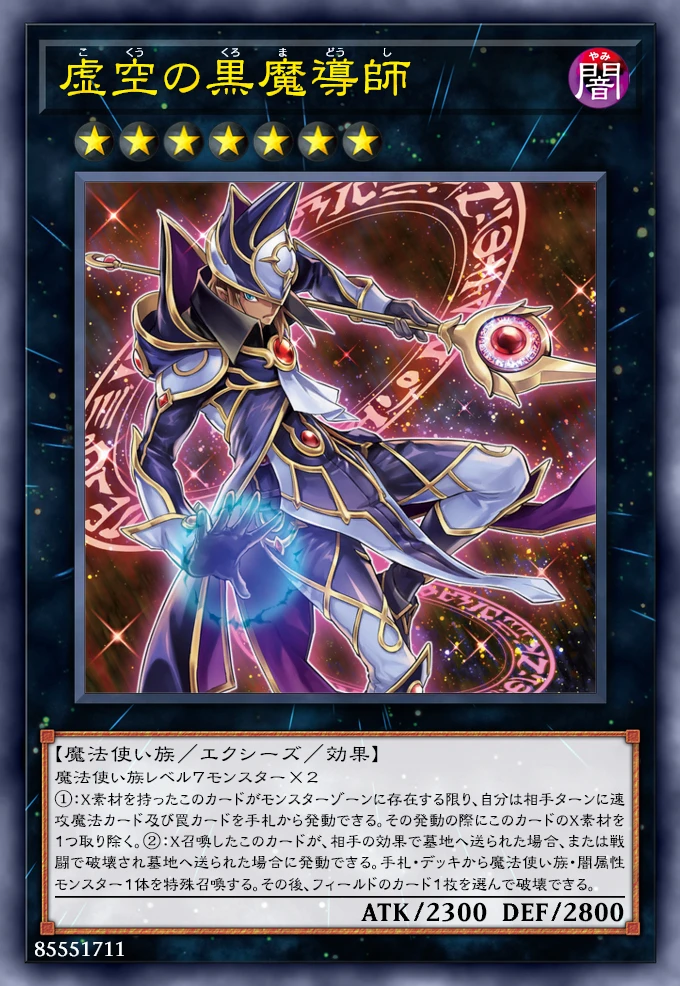 こ くう くろ ま どう し
虚空の黒魔導師
やみ
闇
【魔法使い族／エクシーズ／効果】
魔法使い族レベル７モンスター×２
①：X素材を持ったこのカードがモンスターゾーンに存在する限り、自分は相手ターンに速
攻魔法カード及び罠カードを手札から発動できる。その発動の際にこのカードのX素材を
１つ取り除く。②：X召喚したこのカードが、相手の効果で墓地へ送られた場合、または戦
闘で破壊され墓地へ送られた場合に発動できる。手札・デッキから魔法使い族・闇属性
モンスター１体を特殊召喚する。その後、フィールドのカード１枚を選んで破壊できる。
ATK/2300 DEF/2800
85551711